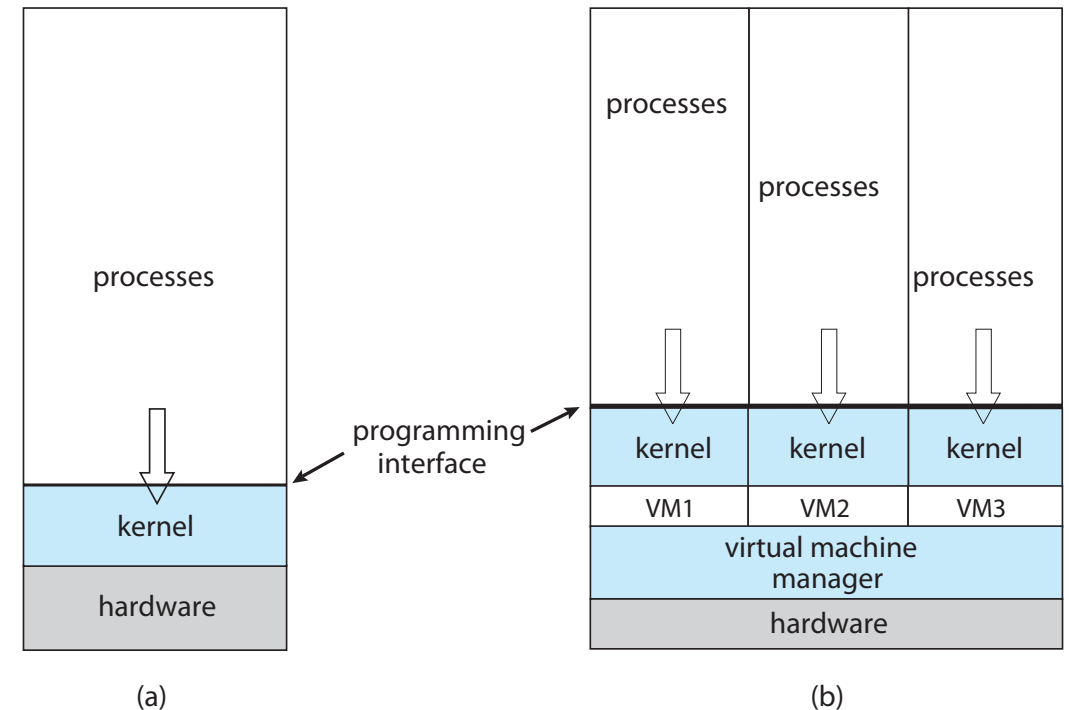 processes
kernel
hardware
(a)
programming
interface
processes
processes
processes
kernel
kernel
kernel
VM1
VM2
VM3
virtual machine
manager
hardware
(b)